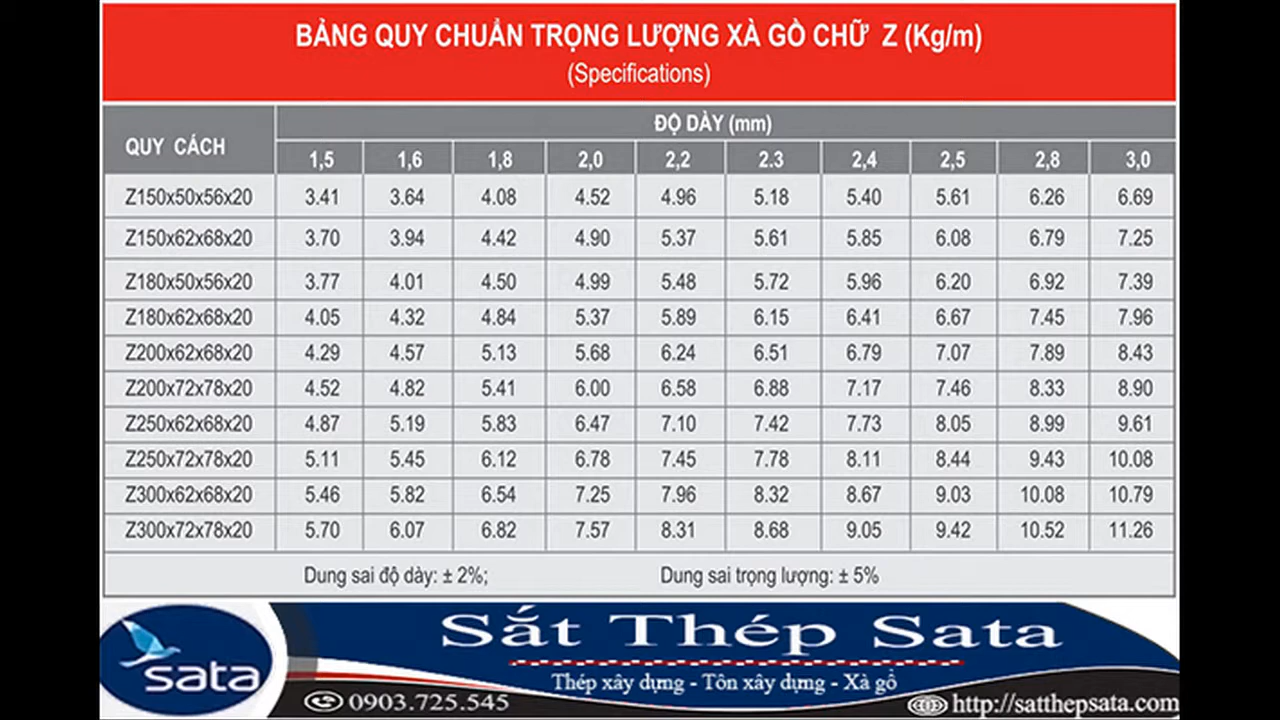 BẢNG QUY CHUẨN TRỌNG LƯỢNG XÀ GỒ CHỮ Z (Kg/m)
(Specifications)
QUY CÁCH
ĐỘ DÀY (mm)
1,5 1,6 1,8 2,0 2,2 2.3 2,4 2,5 2,8 3,0
Z150x50x56x20 3.41 3.64 4.08 4.52 4.96 5.18 5.40 5.61 6.26 6.69
Z150x62x68x20 3.70 3.94 4.42 4.90 5.37 5.61 5.85 6.08 6.79 7.25
Z180x50x56x20 3.77 4.01 4.50 4.99 5.48 5.72 5.96 6.20 6.92 7.39
Z180x62x68x20 4.05 4.32 4.84 5.37 5.89 6.15 6.41 6.67 7.45 7.96
Z200x62x68x20 4.29 4.57 5.13 5.68 6.24 6.51 6.79 7.07 7.89 8.43
Z200x72x78x20 4.52 4.82 5.41 6.00 6.58 6.88 7.17 7.46 8.33 8.90
Z250x62x68x20 4.87 5.19 5.83 6.47 7.10 7.42 7.73 8.05 8.99 9.61
Z250x72x78x20 5.11 5.45 6.12 6.78 7.45 7.78 8.11 8.44 9.43 10.08
Z300x62x68x20 5.46 5.82 6.54 7.25 7.96 8.32 8.67 9.03 10.08 10.79
Z300x72x78x20 5.70 6.07 6.82 7.57 8.31 8.68 9.05 9.42 10.52 11.26
Dung sai độ dày: ± 2%; Dung sai trọng lượng: ± 5%
Sắt Thép Sata
sata
Thép xây dựng - Tôn xây dựng - Xà gồ
0903.725.545
http://satthepsata.com